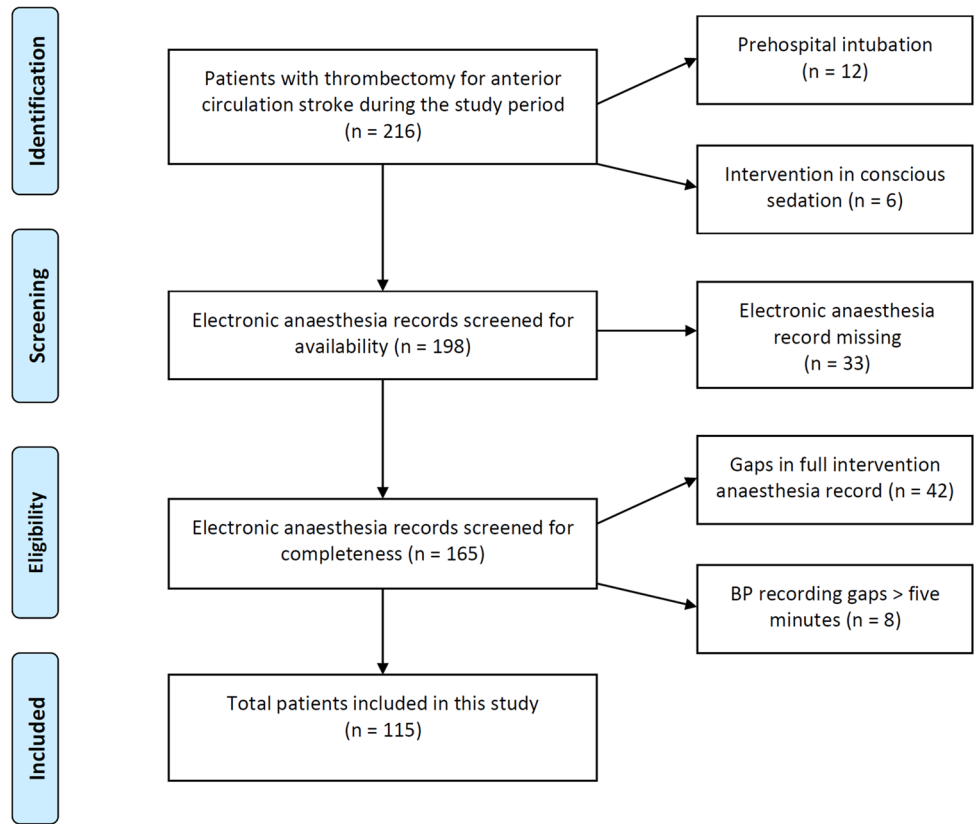 Identification
Patients with thrombectomy for anterior
circulation stroke during the study period
(n = 216)
Prehospital intubation
(n = 12)
Intervention in conscious
sedation (n = 6)
Screening
Electronic anaesthesia records screened for
availability (n = 198)
Electronic anaesthesia
record missing
(n = 33)
Eligibility
Electronic anaesthesia records screened for
completeness (n = 165)
Gaps in full intervention
anaesthesia record (n = 42)
BP recording gaps > five
minutes (n = 8)
Included
Total patients included in this study
(n = 115)